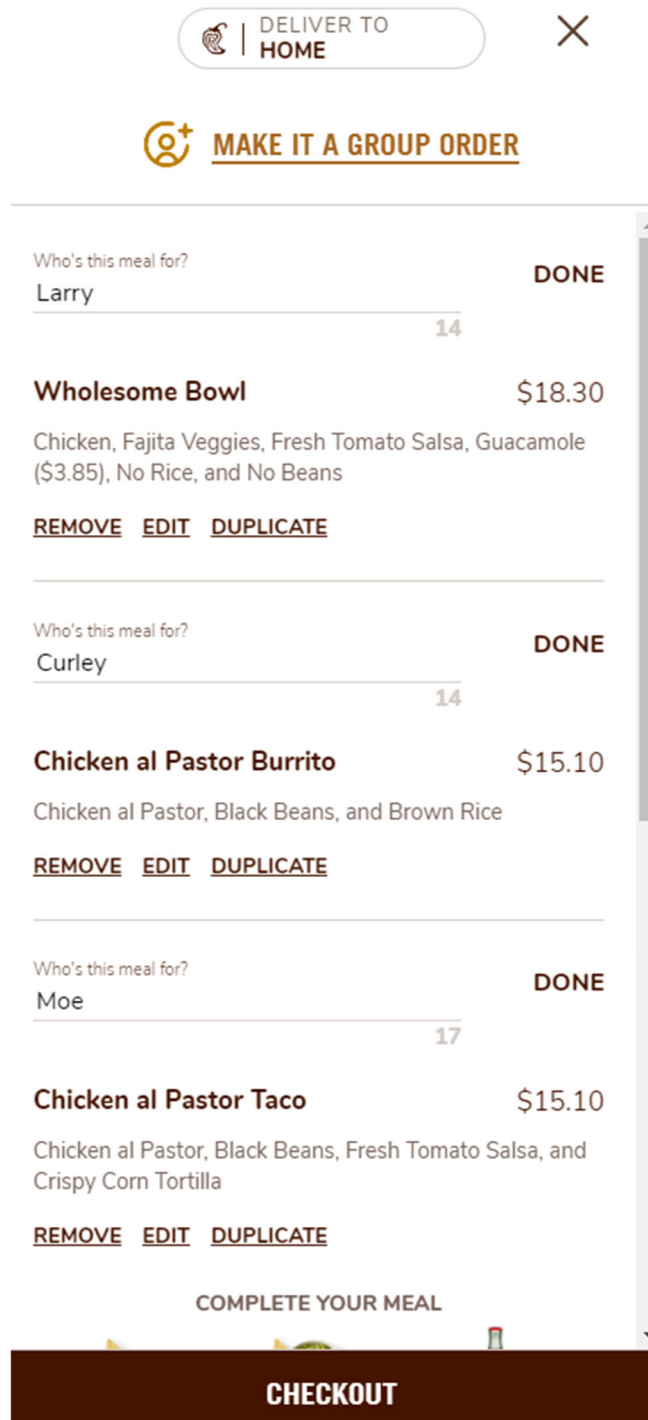 DELIVER TO
HOME
MAKE IT A GROUP ORDER
Who's this meal for?
Larry
DONE
14
Wholesome Bowl
$18.30
Chicken, Fajita Veggies, Fresh Tomato Salsa, Guacamole
($3.85), No Rice, and No Beans
REMOVE EDIT DUPLICATE
Who's this meal for?
Curley
DONE
14
Chicken al Pastor Burrito
$15.10
Chicken al Pastor, Black Beans, and Brown Rice
REMOVE EDIT DUPLICATE
Who's this meal for?
Moe
DONE
17
Chicken al Pastor Taco
$15.10
Chicken al Pastor, Black Beans, Fresh Tomato Salsa, and
Crispy Corn Tortilla
REMOVE EDIT DUPLICATE
COMPLETE YOUR MEAL
CHECKOUT